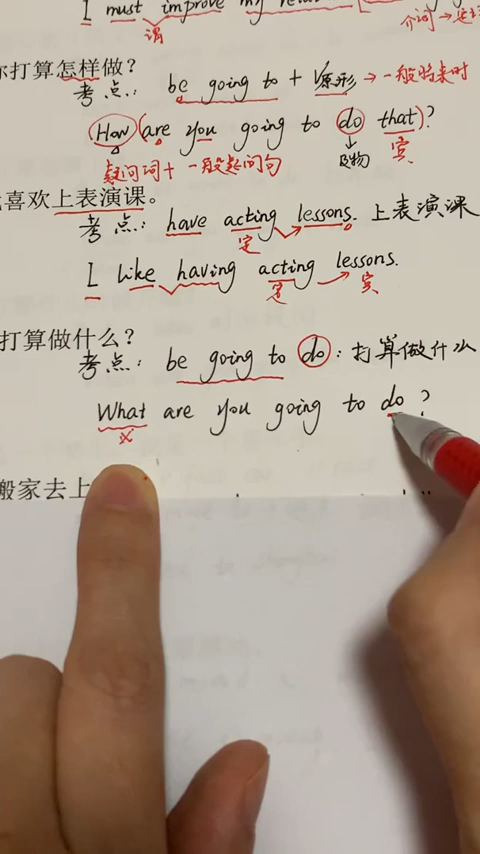 I must improve my
谓 介词→
你打算怎样做？
考点: be going to + V原形 → 一般将来时
How (are you going to do that)?
疑问词 + 一般疑问句 及物 宾
喜欢上表演课。
考点: have acting lessons. 上表演课
定
I like having acting lessons.
定 宾
打算做什么？
考点: be going to do: 打算做什么
What are you going to do?
搬家去上